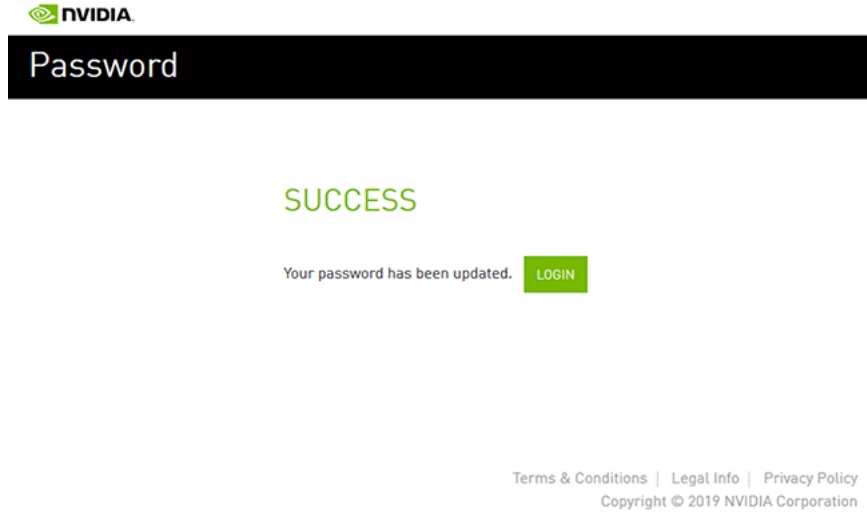 NVIDIA.
Password
SUCCESS
Your password has been updated. LOGIN
Terms & Conditions | Legal Info | Privacy Policy
Copyright © 2019 NVIDIA Corporation